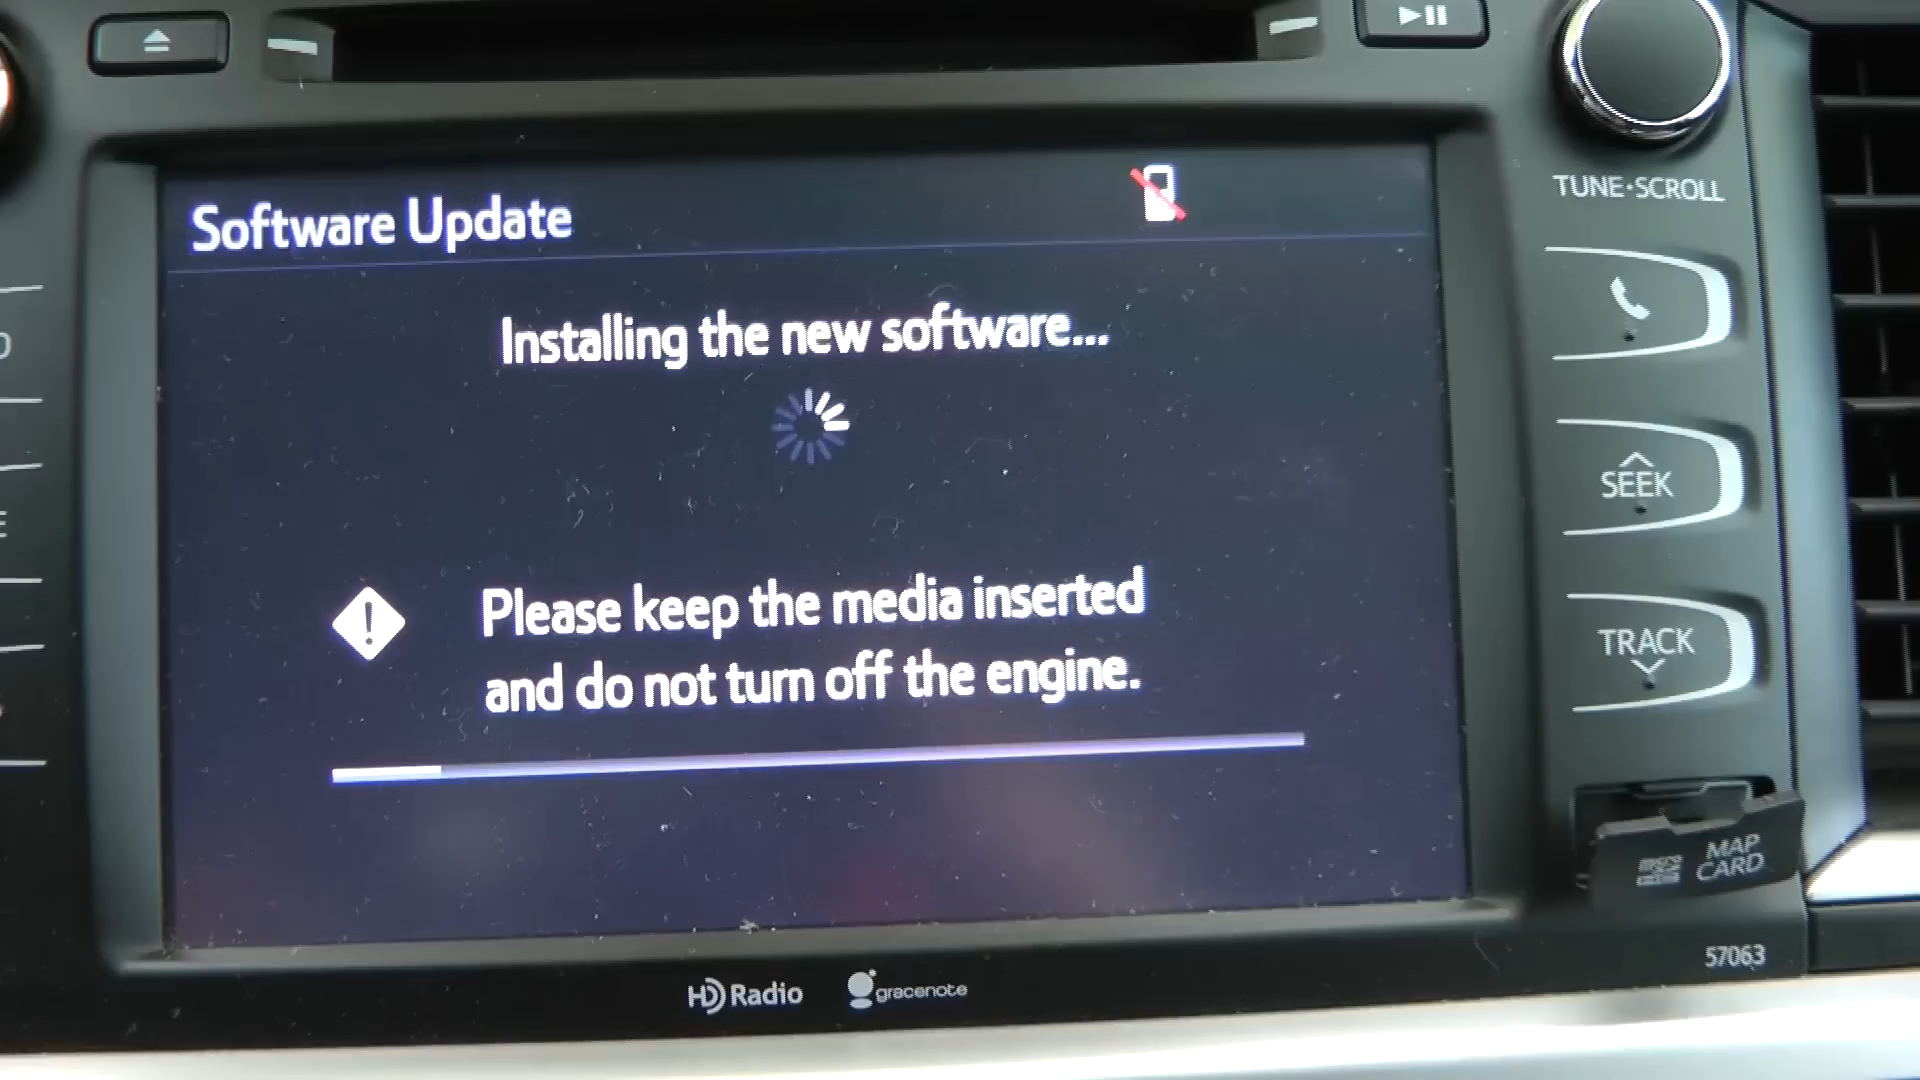 TUNE·SCROLL
Software Update
Installing the new software...
SEEK
Please keep the media inserted
and do not turn off the engine.
TRACK
micro
MAP
CARD
57063
HD Radio
gracenote